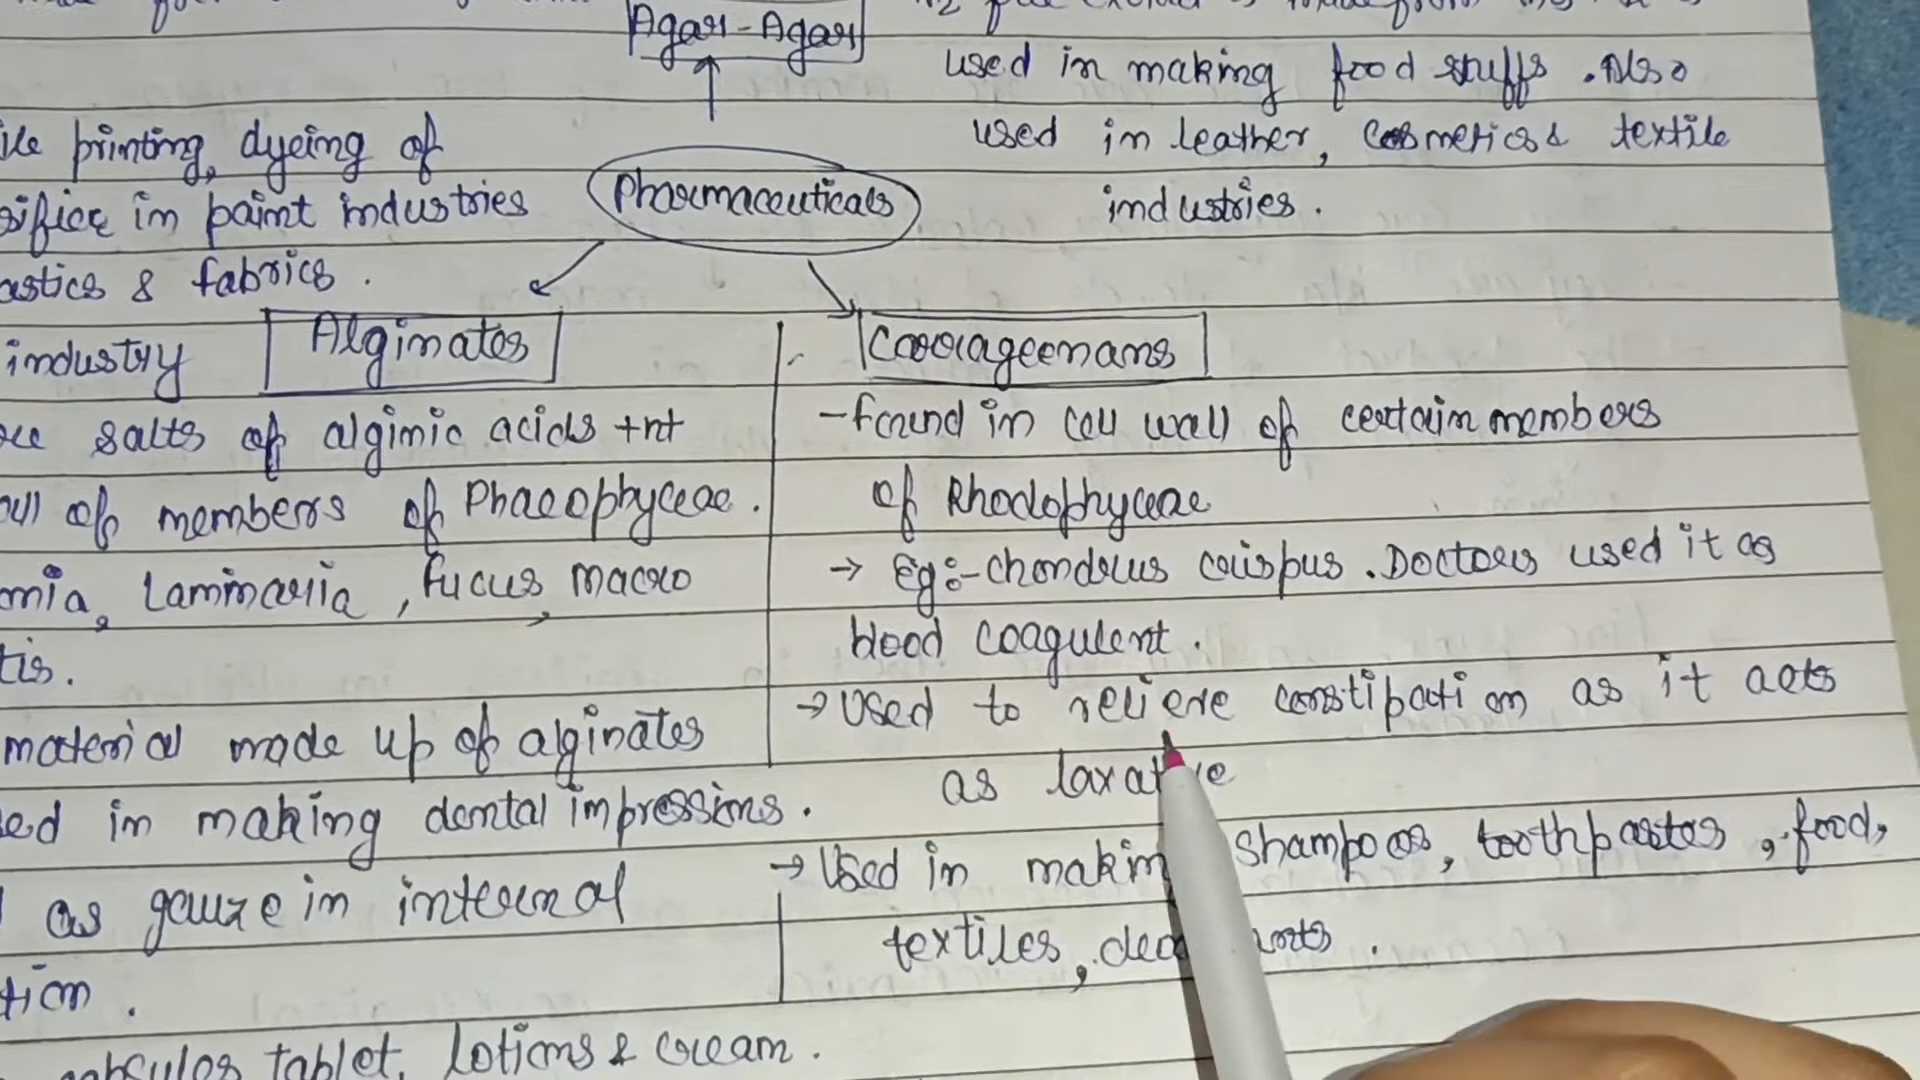 Agar-Agar
used in making food stuffs. Also
used in leather, cosmetics & textile
industries.
printing, dyeing of
in paint industries
& fabrics.
Pharmaceuticals
industry
Alginates
salts of alginic acids +nt
of members of Phaeophyceae.
Laminaria, Fucus, macro
tis.
material made up of alginates
in making dental impressions.
as gauze in internal
tion.
tablet, lotions & cream.
Carrageenans
- Found in cell wall of certain members
of Rhodophyceae
→ Eg:- Chondrus crispus. Doctors used it as
blood coagulent.
→ Used to relieve constipation as it acts
as
→ Used in shampoos, toothpastes, food,
textiles,